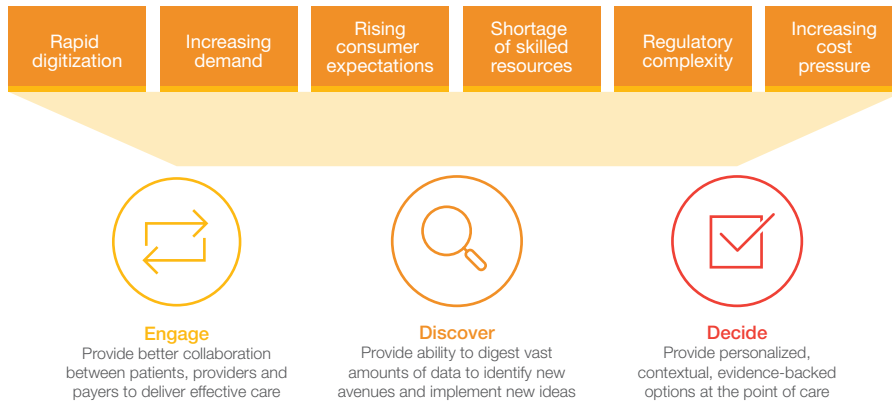 Rapid
digitization
Increasing
demand
Rising
consumer
expectations
Shortage
of skilled
resources
Regulatory
complexity
Increasing
cost
pressure
Engage
Provide better collaboration
between patients, providers and
payers to deliver effective care
Discover
Provide ability to digest vast
amounts of data to identify new
avenues and implement new ideas
Decide
Provide personalized,
contextual, evidence-backed
options at the point of care